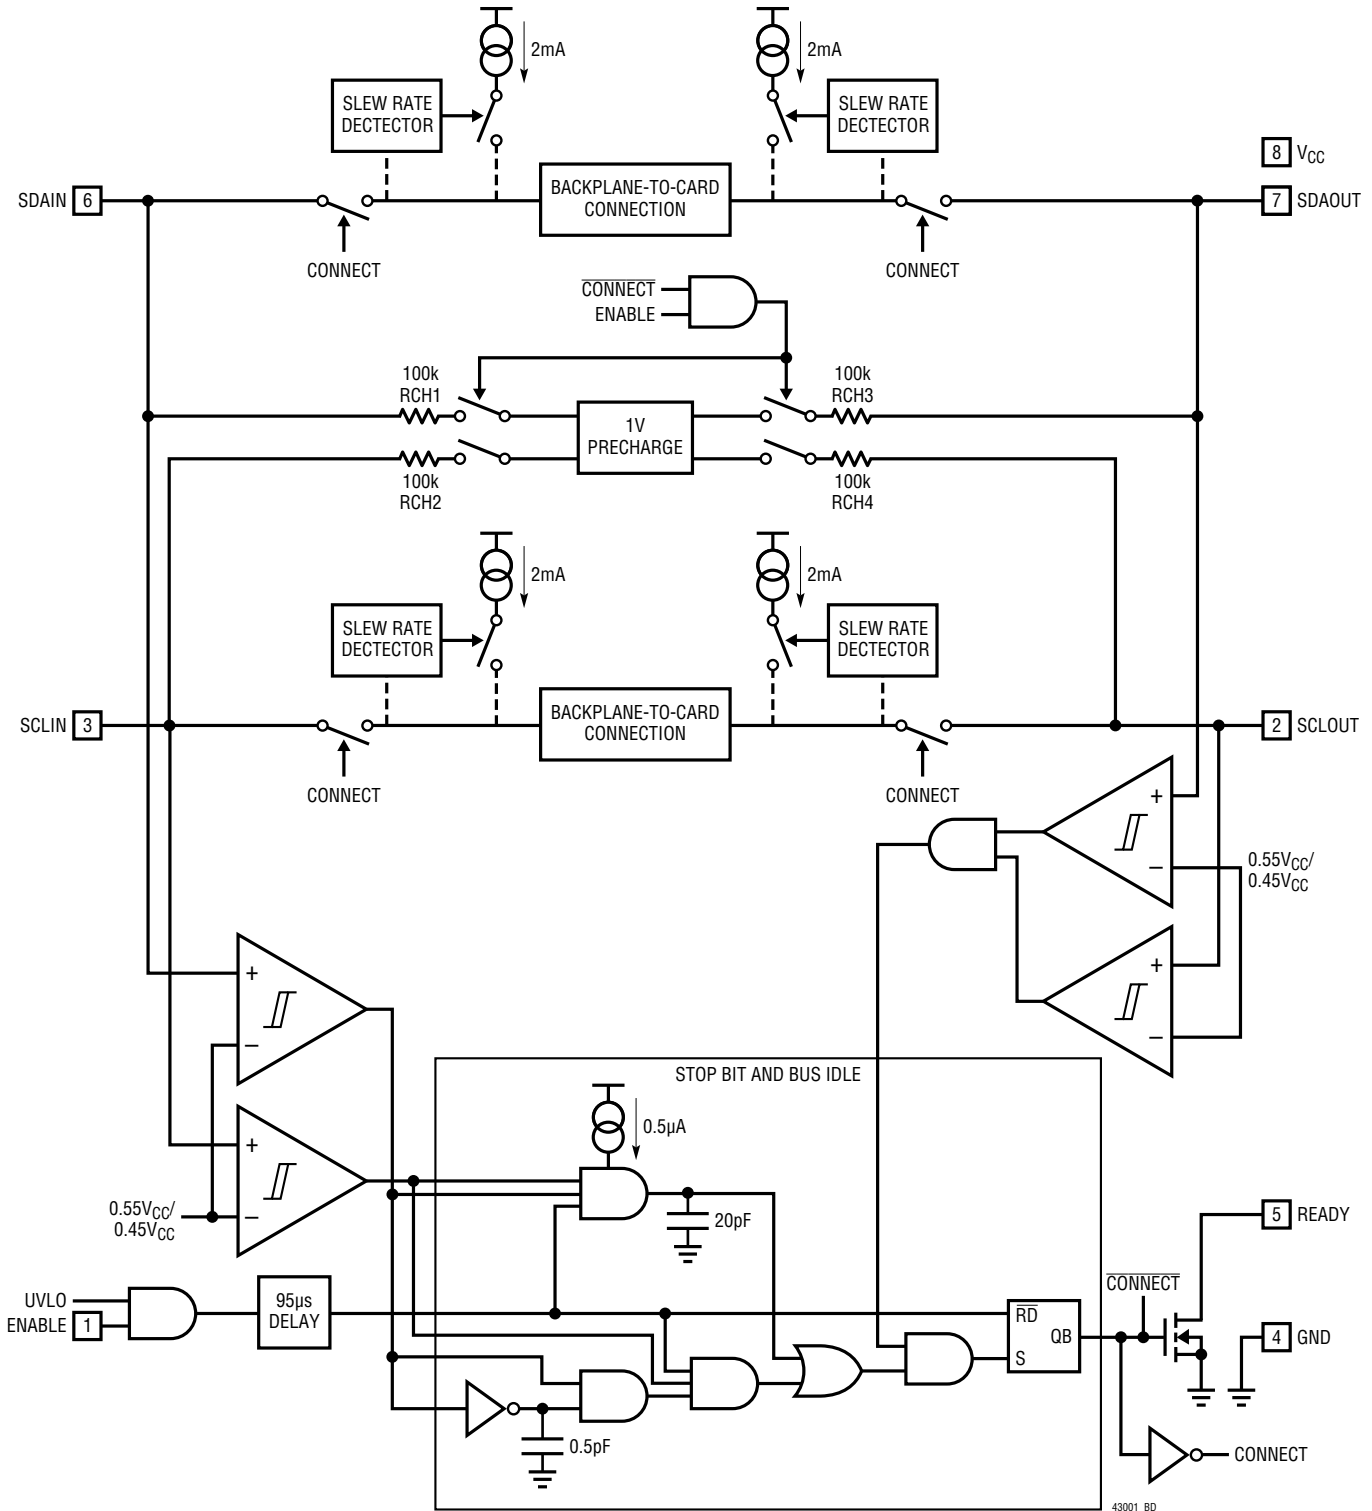 2mA
2mA
SLEW RATE
DECTECTOR
SLEW RATE
DECTECTOR
8 VCC
SDAIN 6
BACKPLANE-TO-CARD
CONNECTION
7 SDAOUT
CONNECT
CONNECT
CONNECT
ENABLE
100k
RCH1
100k
RCH3
1V
PRECHARGE
100k
RCH2
100k
RCH4
2mA
2mA
SLEW RATE
DECTECTOR
SLEW RATE
DECTECTOR
SCLIN 3
BACKPLANE-TO-CARD
CONNECTION
2 SCLOUT
CONNECT
CONNECT
+
−
0.55VCC/
0.45VCC
+
−
+
−
STOP BIT AND BUS IDLE
0.5µA
+
−
0.55VCC/
0.45VCC
20pF
5 READY
UVLO
ENABLE 1
95µs
DELAY
CONNECT
RD
QB
S
4 GND
0.5pF
CONNECT
43001 BD